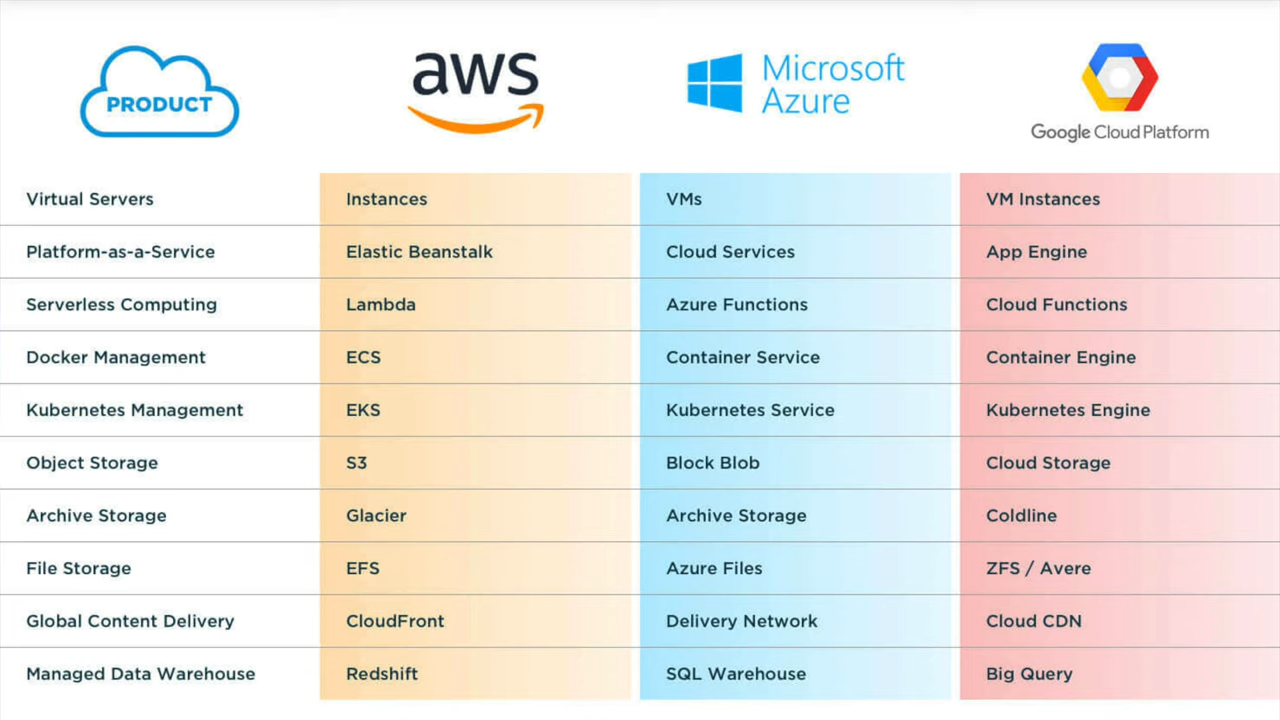 PRODUCT aws Microsoft Azure Google Cloud Platform
Virtual Servers Instances VMs VM Instances
Platform-as-a-Service Elastic Beanstalk Cloud Services App Engine
Serverless Computing Lambda Azure Functions Cloud Functions
Docker Management ECS Container Service Container Engine
Kubernetes Management EKS Kubernetes Service Kubernetes Engine
Object Storage S3 Block Blob Cloud Storage
Archive Storage Glacier Archive Storage Coldline
File Storage EFS Azure Files ZFS / Avere
Global Content Delivery CloudFront Delivery Network Cloud CDN
Managed Data Warehouse Redshift SQL Warehouse Big Query